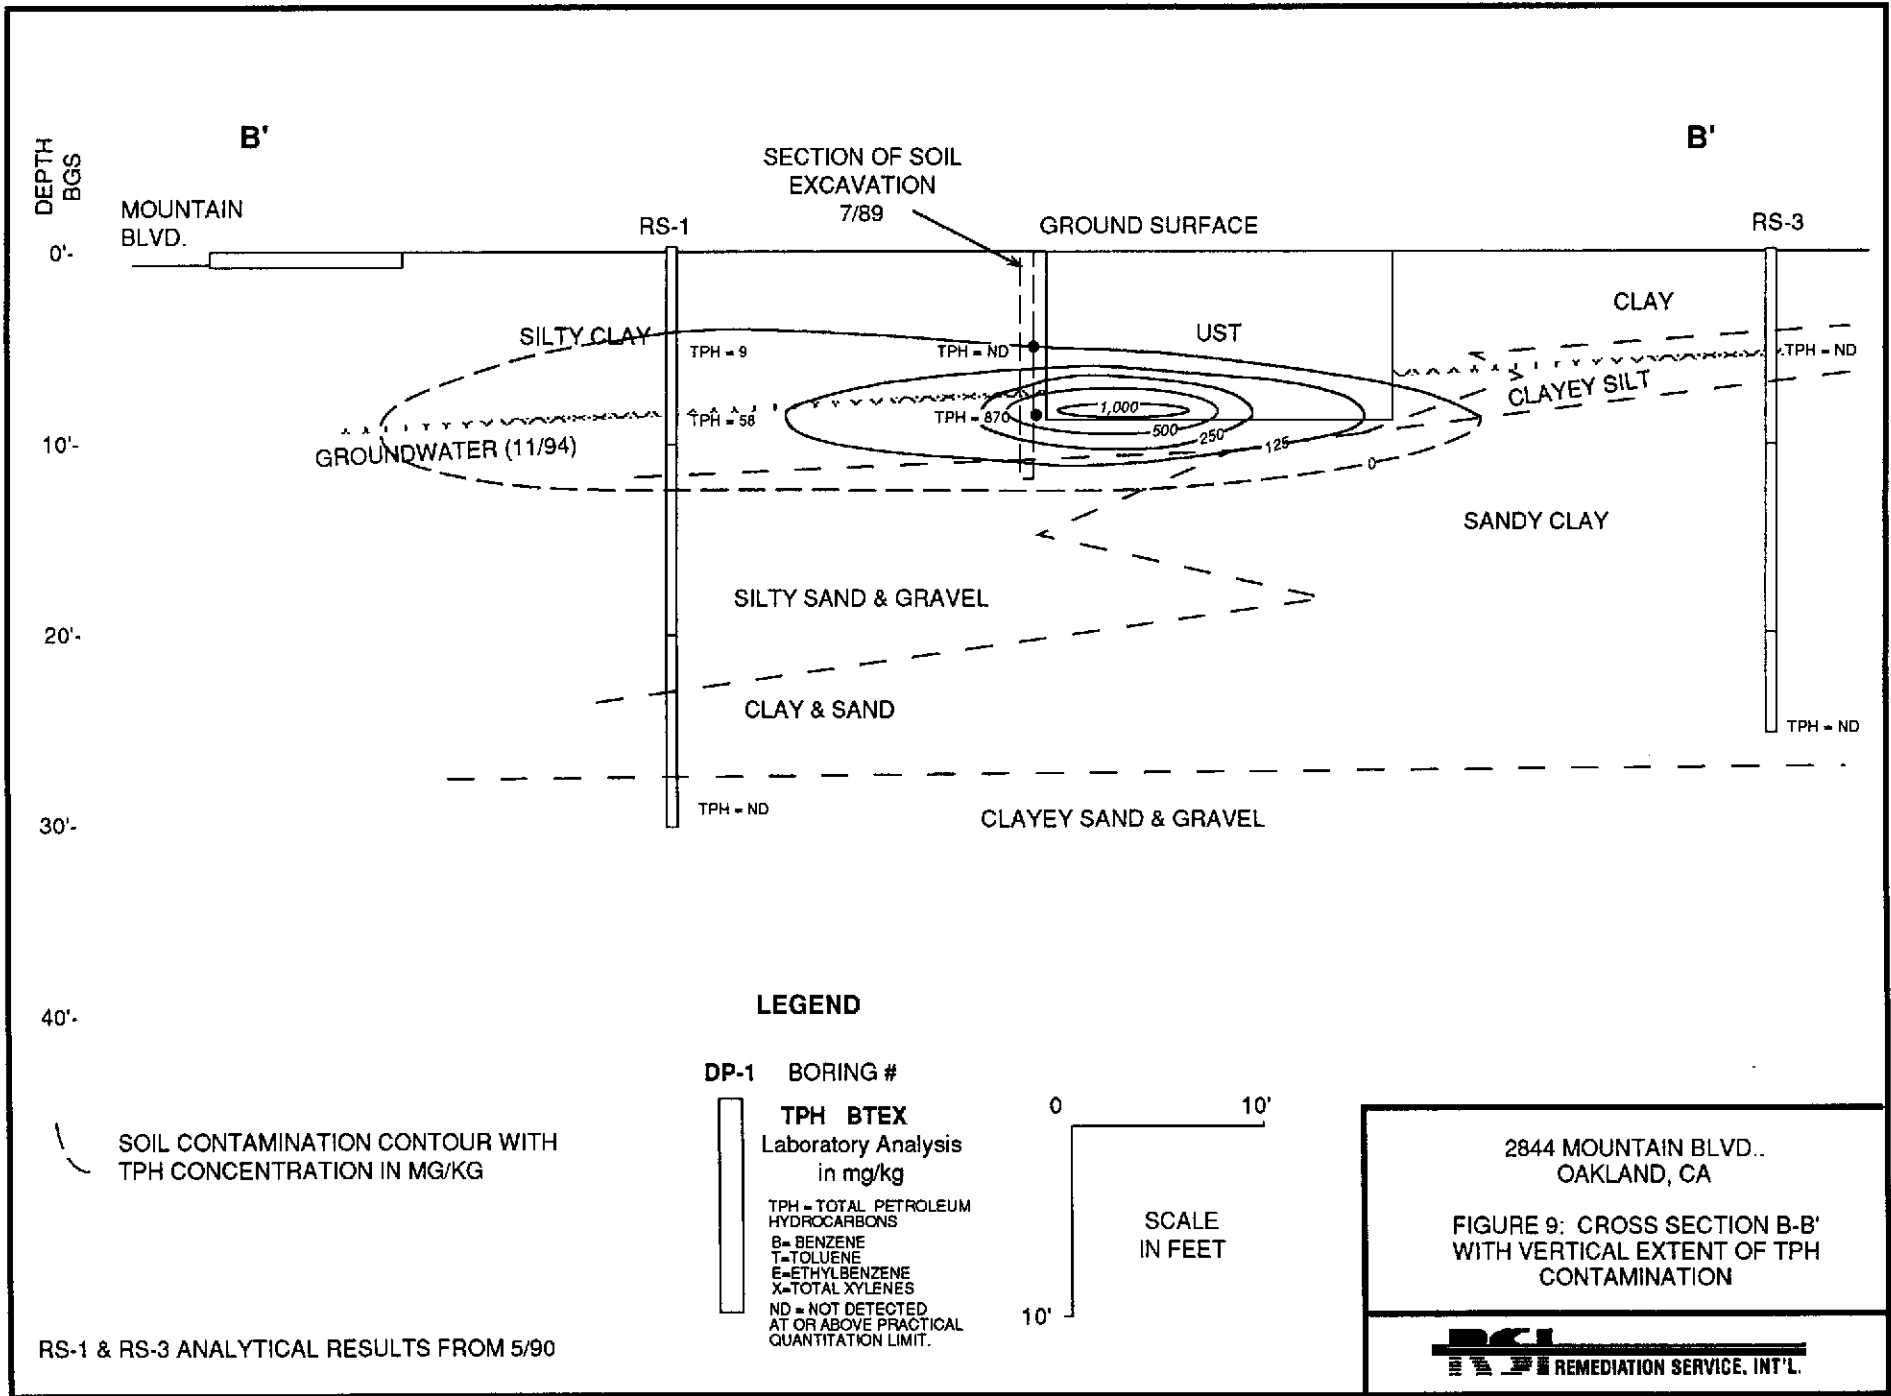 B'
B'
DEPTH
BGS
SECTION OF SOIL
EXCAVATION
7/89
MOUNTAIN
BLVD.
RS-1
GROUND SURFACE
RS-3
0'-
CLAY
SILTY CLAY
UST
TPH = 9
TPH = ND
TPH = ND
CLAYEY SILT
TPH = 58
TPH = 870
1,000
500
250
125
0
10'-
GROUNDWATER (11/94)
SANDY CLAY
SILTY SAND & GRAVEL
20'-
CLAY & SAND
TPH = ND
TPH = ND
30'-
CLAYEY SAND & GRAVEL
40'-
LEGEND
DP-1 BORING #
TPH BTEX
Laboratory Analysis
in mg/kg
TPH = TOTAL PETROLEUM
HYDROCARBONS
B= BENZENE
T=TOLUENE
E=ETHYLBENZENE
X=TOTAL XYLENES
ND = NOT DETECTED
AT OR ABOVE PRACTICAL
QUANTITATION LIMIT.
SOIL CONTAMINATION CONTOUR WITH
TPH CONCENTRATION IN MG/KG
0 10'
10'
SCALE
IN FEET
RS-1 & RS-3 ANALYTICAL RESULTS FROM 5/90
2844 MOUNTAIN BLVD..
OAKLAND, CA
FIGURE 9: CROSS SECTION B-B'
WITH VERTICAL EXTENT OF TPH
CONTAMINATION
RSI
REMEDIATION SERVICE, INT'L.